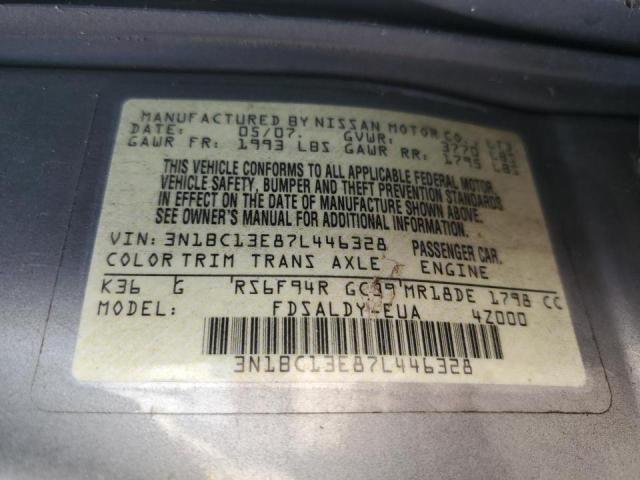 MANUFACTURED BY NISSAN MOTOR CO., LTD
DATE: 05/07. GVWR: 3770 LBS
GAWR FR: 1993 LBS GAWR RR: 1795 LBS
THIS VEHICLE CONFORMS TO ALL APPLICABLE FEDERAL MOTOR
VEHICLE SAFETY, BUMPER AND THEFT PREVENTION STANDARDS
IN EFFECT ON THE DATE OF MANUFACTURE SHOWN ABOVE.
SEE OWNER'S MANUAL FOR ADDITIONAL INFORMATION.
VIN: 3N1BC13E87L446328 PASSENGER CAR.
COLOR TRIM TRANS AXLE ENGINE
K36 G RS6F94R GC39 MR18DE 1798 CC
MODEL: FDSALDY-EUA 4Z000
3N1BC13E87L446328